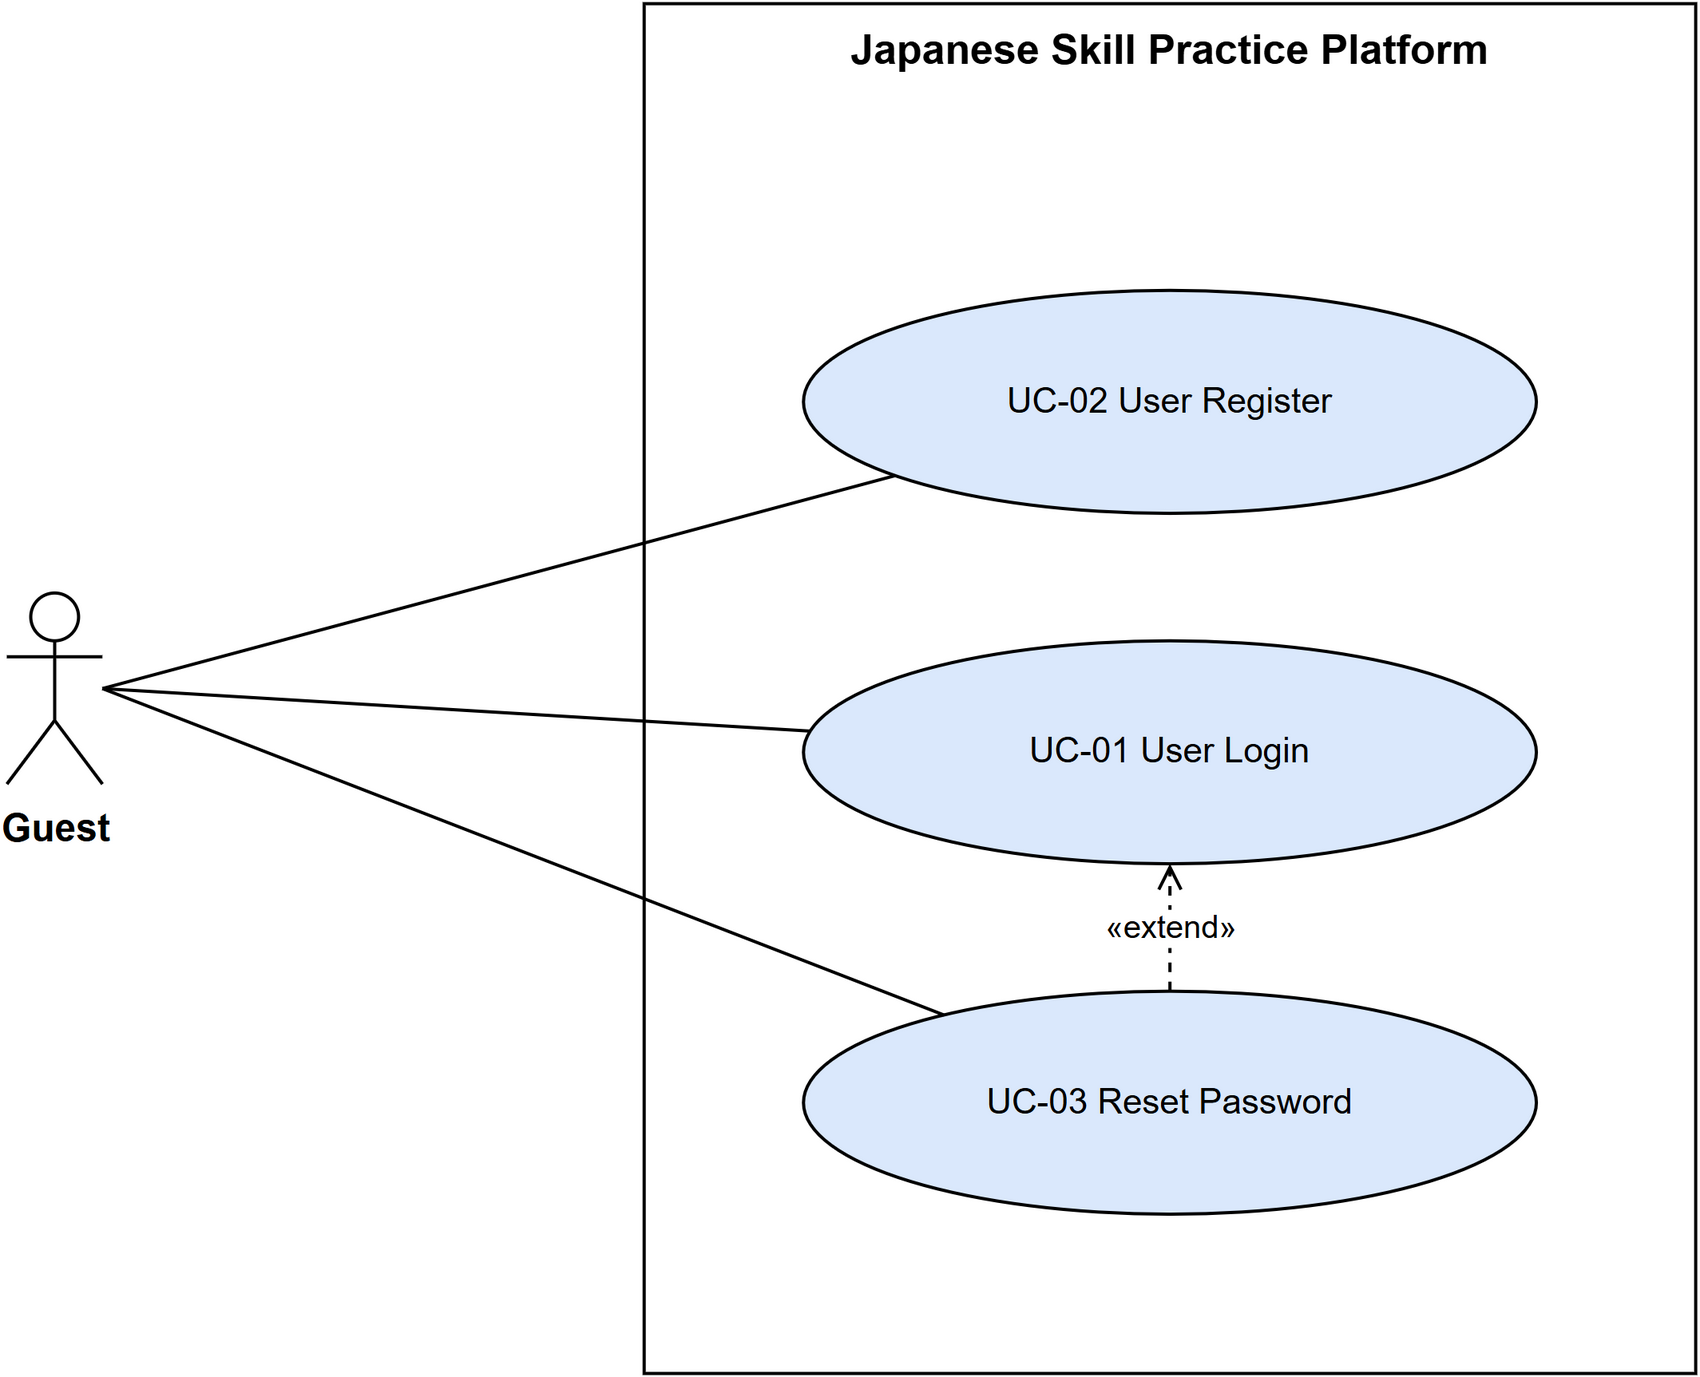 Japanese Skill Practice Platform
UC-02 User Register
UC-01 User Login
Guest
«extend»
UC-03 Reset Password